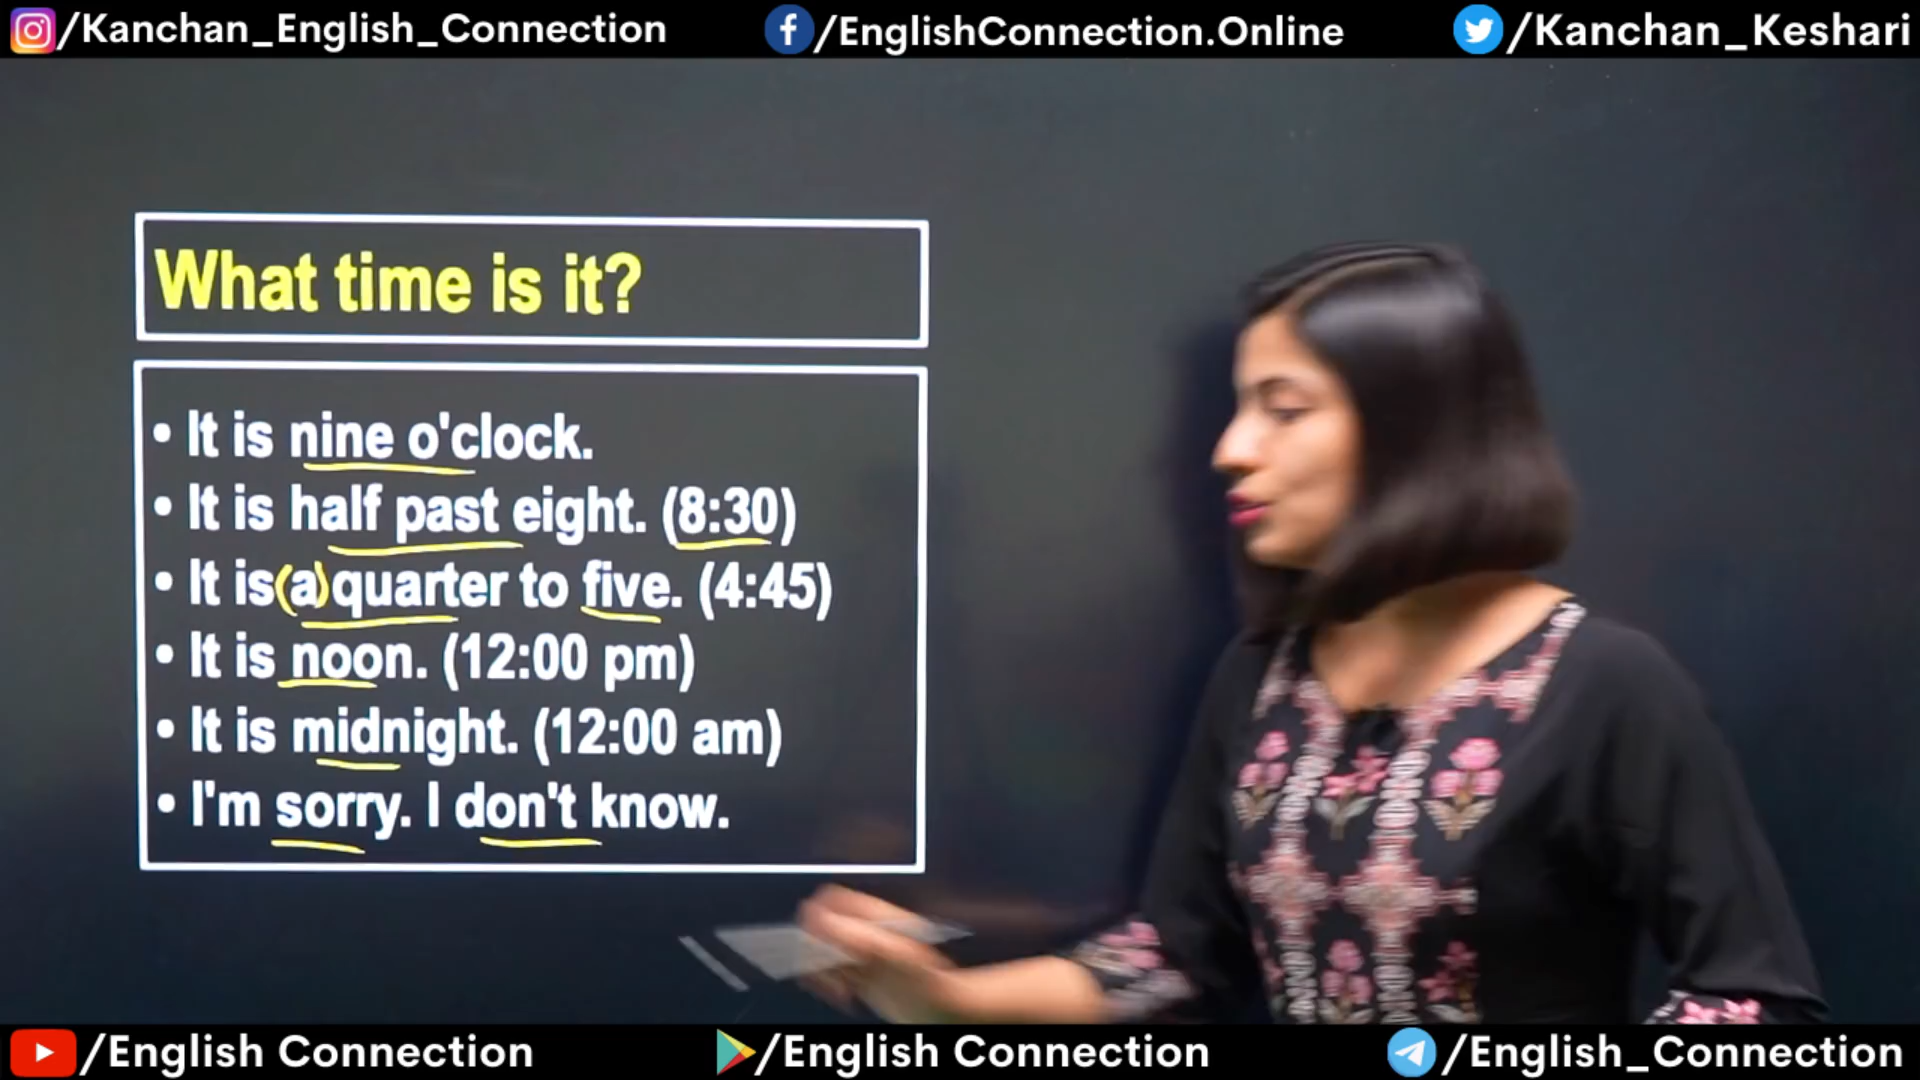 /Kanchan_English_Connection
/EnglishConnection.Online
/Kanchan_Keshari
What time is it?
• It is nine o'clock.
• It is half past eight. (8:30)
• It is (a) quarter to five. (4:45)
• It is noon. (12:00 pm)
• It is midnight. (12:00 am)
• I'm sorry. I don't know.
/English Connection
/English Connection
/English_Connection